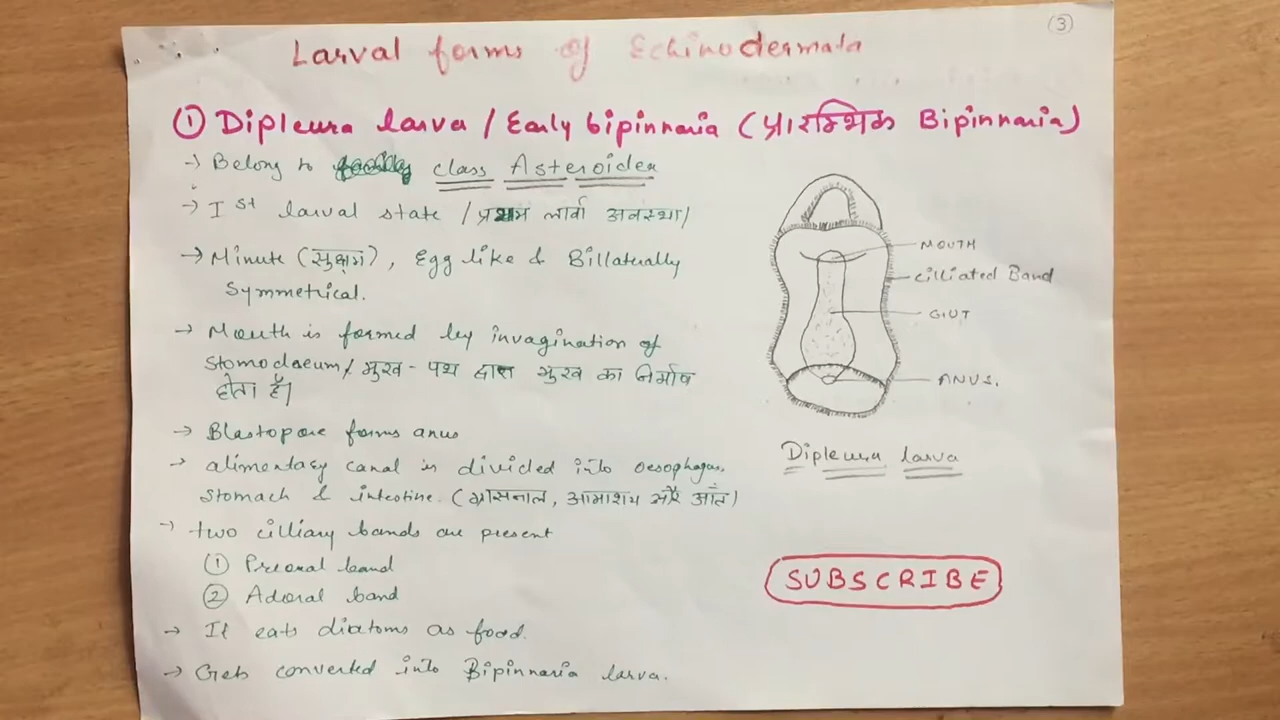 3
Larval forms of Echinodermata
① Dipleura larva / Early bipinnaria (प्रारम्भिक Bipinnaria)
→ Belong to class Asteroidea
→ Ist larval state / प्रथम लार्वा अवस्था।
→ Minute (सुक्ष्म), Egg like & Billaterally
Symmetrical.
→ Mouth is formed by invagination of
Stomodaeum / मुख - पथ द्वारा मुख का निर्माण
होता है।
→ Blastopore forms anus
→ alimentary canal is divided into oesophagus,
Stomach & intestine. (ग्रासनाल, आमाशय और आँत)
→ two cilliary bands are present
① Preoral band
② Adoral band
→ It eats diatoms as food.
→ Gets converted into Bipinnaria larva.
MOUTH
Cilliated Band
GUT
ANUS.
Dipleura larva
SUBSCRIBE